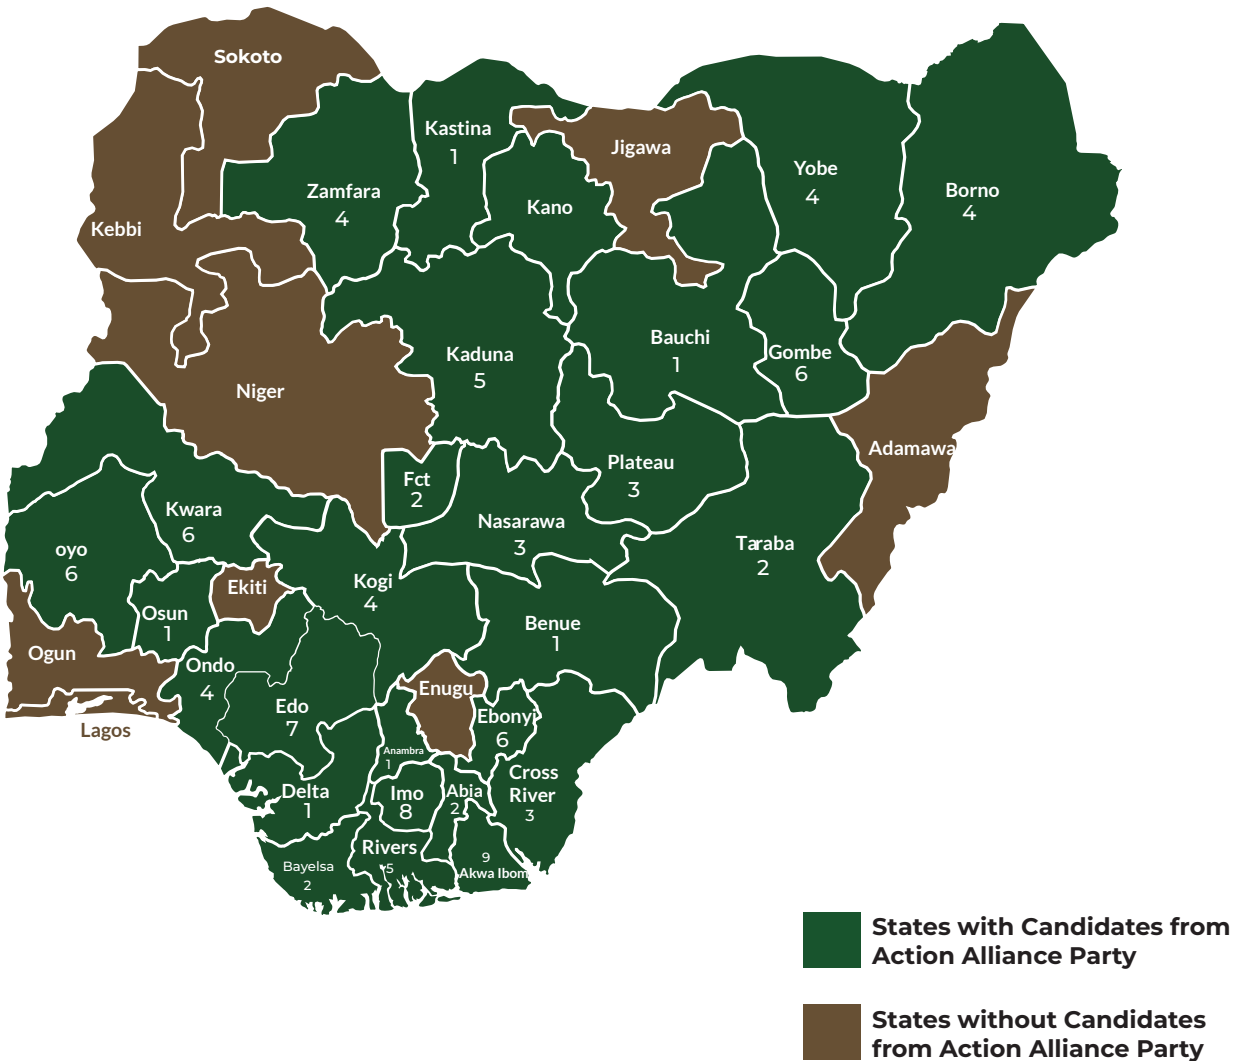 Sokoto
Kastina
1
Jigawa
Zamfara
4
Yobe
4
Borno
4
Kano
Kebbi
Bauchi
1
Gombe
6
Kaduna
5
Niger
Adamawa
Plateau
3
Fct
2
Kwara
6
Nasarawa
3
oyo
6
Taraba
2
Kogi
4
Ekiti
Osun
1
Benue
1
Ogun
Ondo
4
Enugu
Edo
7
Ebonyi
6
Lagos
Anambra
1
Cross
River
3
Delta
1
Imo
8
Abia
2
Rivers
5
Bayelsa
2
9
Akwa Ibom
States with Candidates from
Action Alliance Party
States without Candidates
from Action Alliance Party